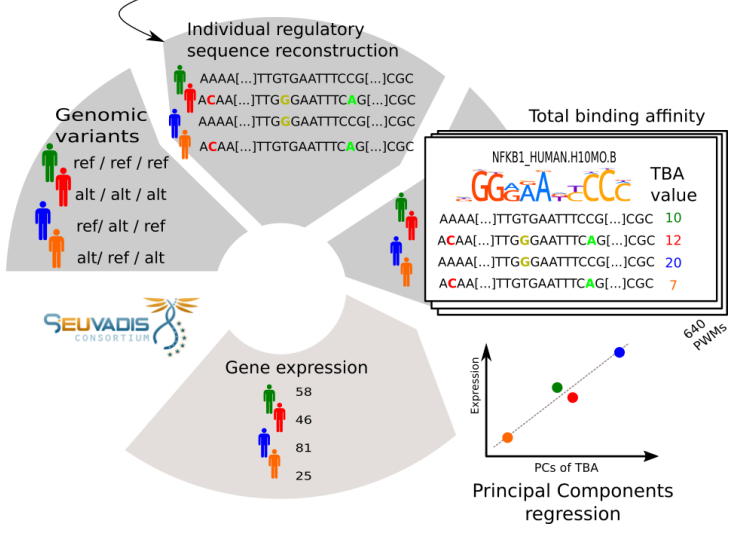 Individual regulatory
sequence reconstruction
AAAA[...]TTGTGAATTTCCG[...]CGC
ACAA[...]TTGGGAATTTCAG[...]CGC
AAAA[...]TTGGGAATTTCCG[...]CGC
ACAA[...]TTGTGAATTTCAG[...]CGC
Genomic
variants
ref / ref / ref
alt / alt / alt
ref/ alt / ref
alt/ ref / alt
Total binding affinity
NFKB1_HUMAN.H10MO.B
TBA
value
AAAA[...]TTGTGAATTTCCG[...]CGC 10
ACAA[...]TTGGGAATTTCAG[...]CGC 12
AAAA[...]TTGGGAATTTCCG[...]CGC 20
ACAA[...]TTGTGAATTTCAG[...]CGC 7
640
PWMs
GEUVADIS
CONSORTIUM
Gene expression
58
46
81
25
Expression
PCs of TBA
Principal Components
regression